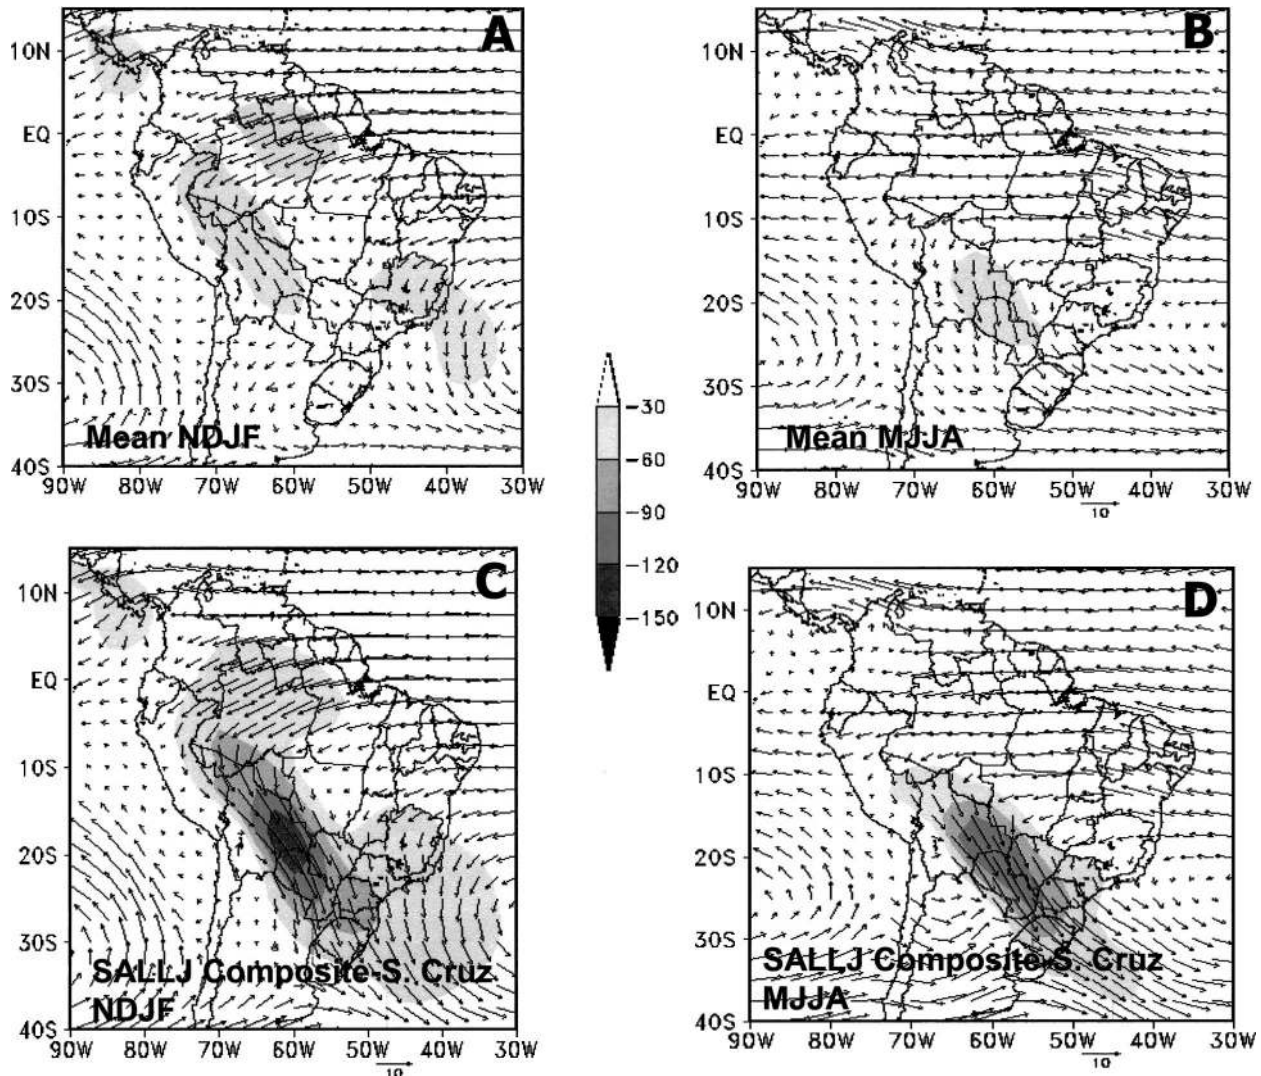 A
10N
EQ
10S
20S
30S
40S
Mean NDJF
90W 80W 70W 60W 50W 40W 30W
B
10N
EQ
10S
20S
30S
40S
Mean MJJA
90W 80W 70W 60W 50W 40W 30W
10
-30
-60
-90
-120
-150
C
10N
EQ
10S
20S
30S
40S
SALLJ Composite-S. Cruz
NDJF
90W 80W 70W 60W 50W 40W 30W
10
D
10N
EQ
10S
20S
30S
40S
SALLJ Composite-S. Cruz
MJJA
90W 80W 70W 60W 50W 40W 30W
10